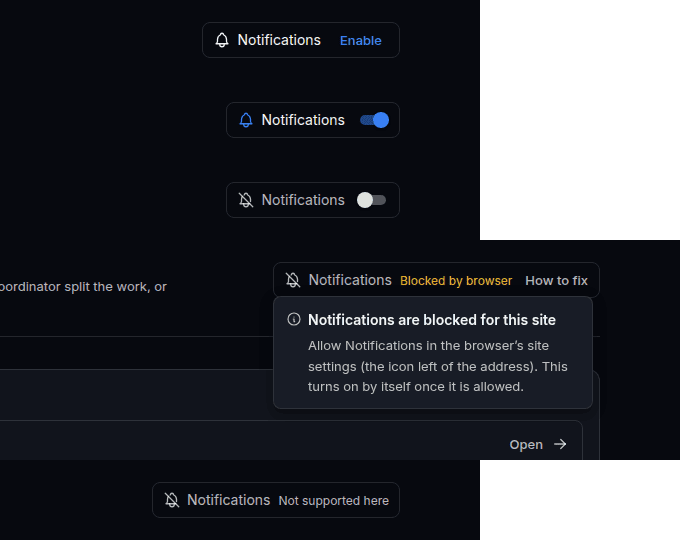 Notifications Enable
Notifications
Notifications
oordinator split the work, or
Notifications Blocked by browser How to fix
Notifications are blocked for this site
Allow Notifications in the browser’s site
settings (the icon left of the address). This
turns on by itself once it is allowed.
Open
Notifications Not supported here